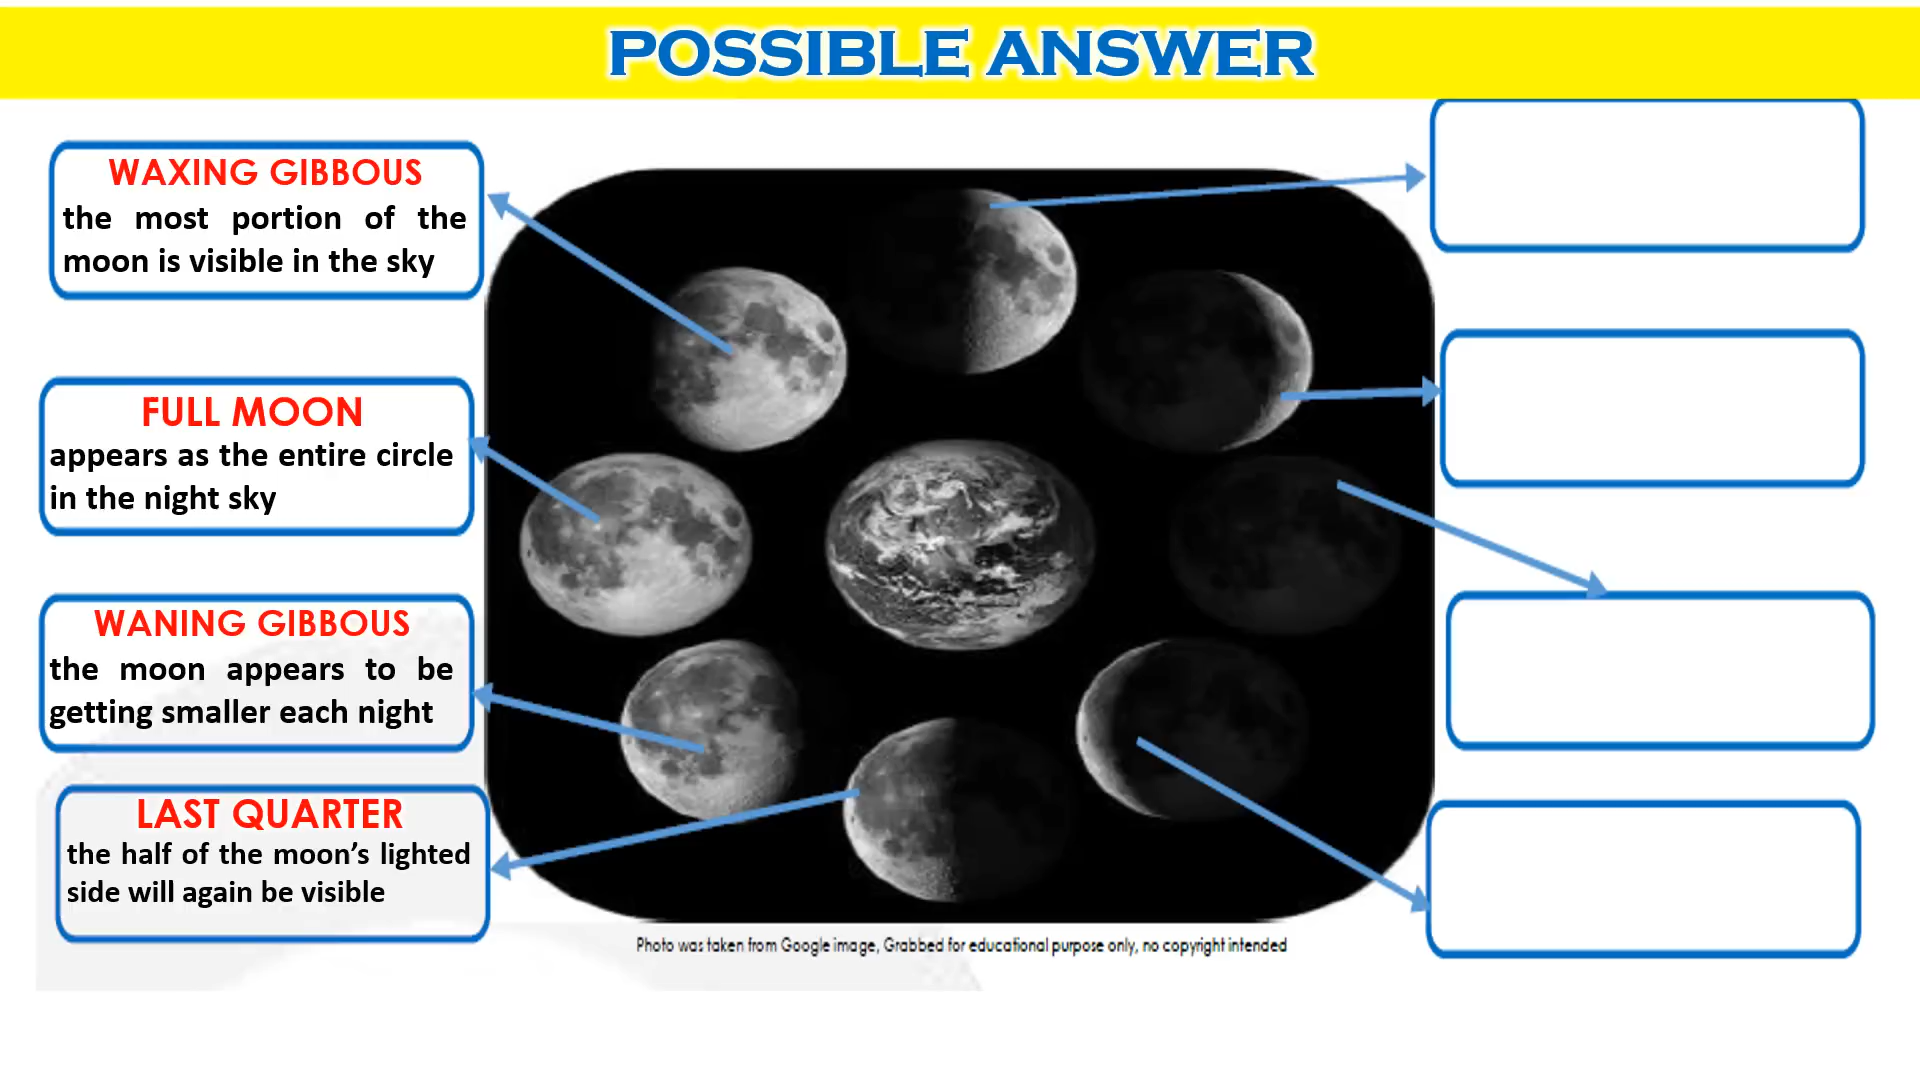 POSSIBLE ANSWER
WAXING GIBBOUS
the most portion of the
moon is visible in the sky
FULL MOON
appears as the entire circle
in the night sky
WANING GIBBOUS
the moon appears to be
getting smaller each night
LAST QUARTER
the half of the moon’s lighted
side will again be visible
Photo was taken from Google image, Grabbed for educational purpose only, no copyright intended